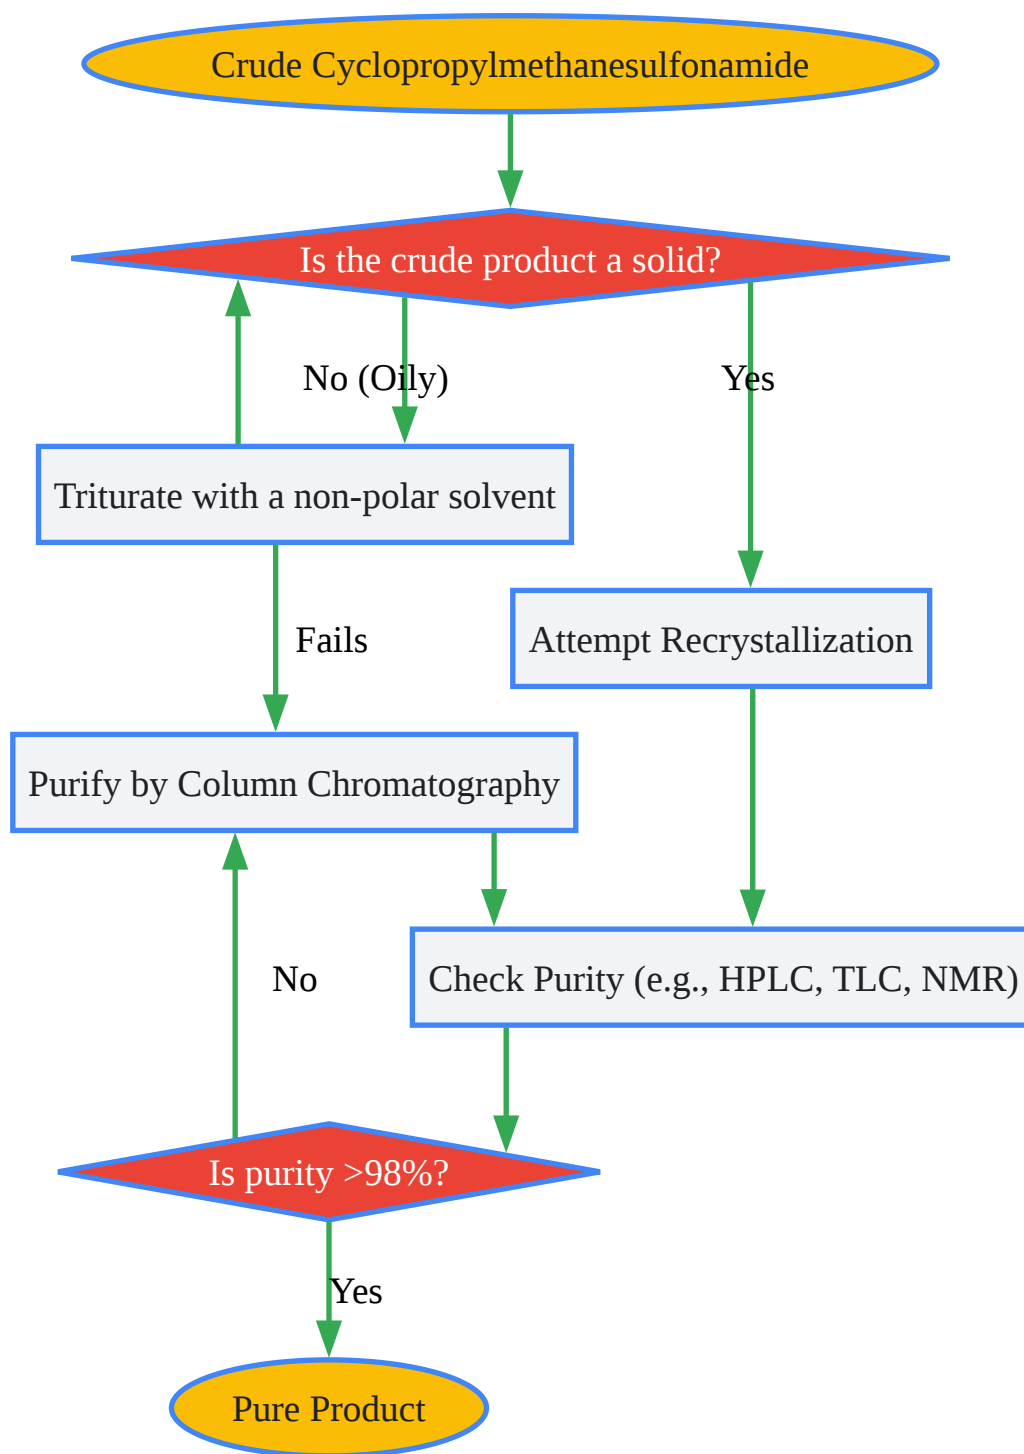 Crude Cyclopropylmethanesulfonamide
Is the crude product a solid?
No (Oily)
Yes
Triturate with a non-polar solvent
Fails
Attempt Recrystallization
Purify by Column Chromatography
No
Check Purity (e.g., HPLC, TLC, NMR)
Is purity >98%?
Yes
Pure Product